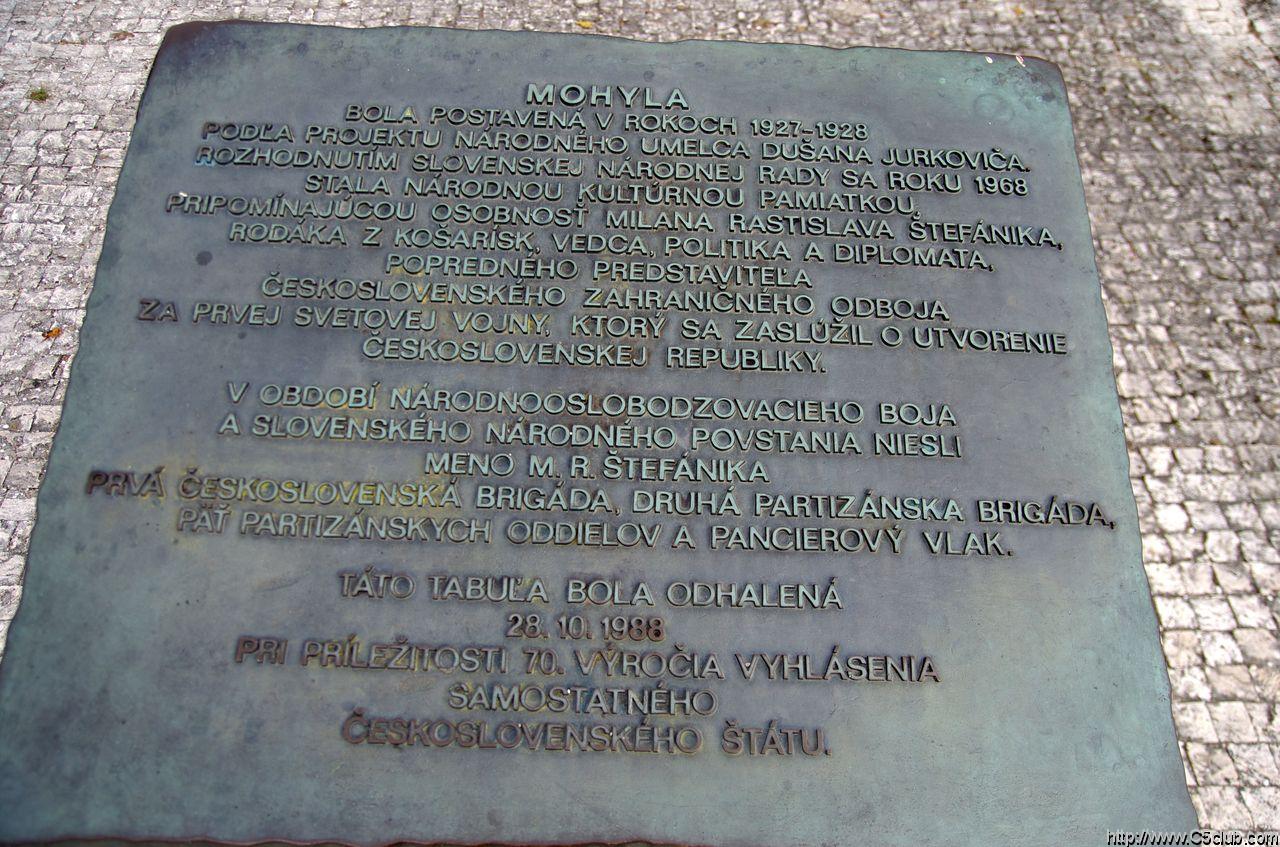 MOHYLA
BOLA POSTAVENÁ V ROKOCH 1927-1928
PODĽA PROJEKTU NÁRODNÉHO UMELCA DUŠANA JURKOVIČA.
ROZHODNUTÍM SLOVENSKEJ NÁRODNEJ RADY SA ROKU 1968
STALA NÁRODNOU KULTÚRNOU PAMIATKOU,
PRIPOMÍNAJÚCOU OSOBNOSŤ MILANA RASTISLAVA ŠTEFÁNIKA,
RODÁKA Z KOŠARÍSK, VEDCA, POLITIKA A DIPLOMATA,
POPREDNÉHO PREDSTAVITEĽA
ČESKOSLOVENSKÉHO ZAHRANIČNÉHO ODBOJA
ZA PRVEJ SVETOVEJ VOJNY, KTORÝ SA ZASLÚŽIL O UTVORENIE
ČESKOSLOVENSKEJ REPUBLIKY.
V OBDOBÍ NÁRODNOOSLOBODZOVACIEHO BOJA
A SLOVENSKÉHO NÁRODNÉHO POVSTANIA NIESLI
MENO M. R. ŠTEFÁNIKA
PRVÁ ČESKOSLOVENSKÁ BRIGÁDA, DRUHÁ PARTIZÁNSKA BRIGÁDA,
PÄŤ PARTIZÁNSKYCH ODDIELOV A PANCIEROVÝ VLAK.
TÁTO TABUĽA BOLA ODHALENÁ
28. 10. 1988
PRI PRÍLEŽITOSTI 70. VÝROČIA VYHLÁSENIA
SAMOSTATNÉHO
ČESKOSLOVENSKÉHO ŠTÁTU.
http://www.C5club.com